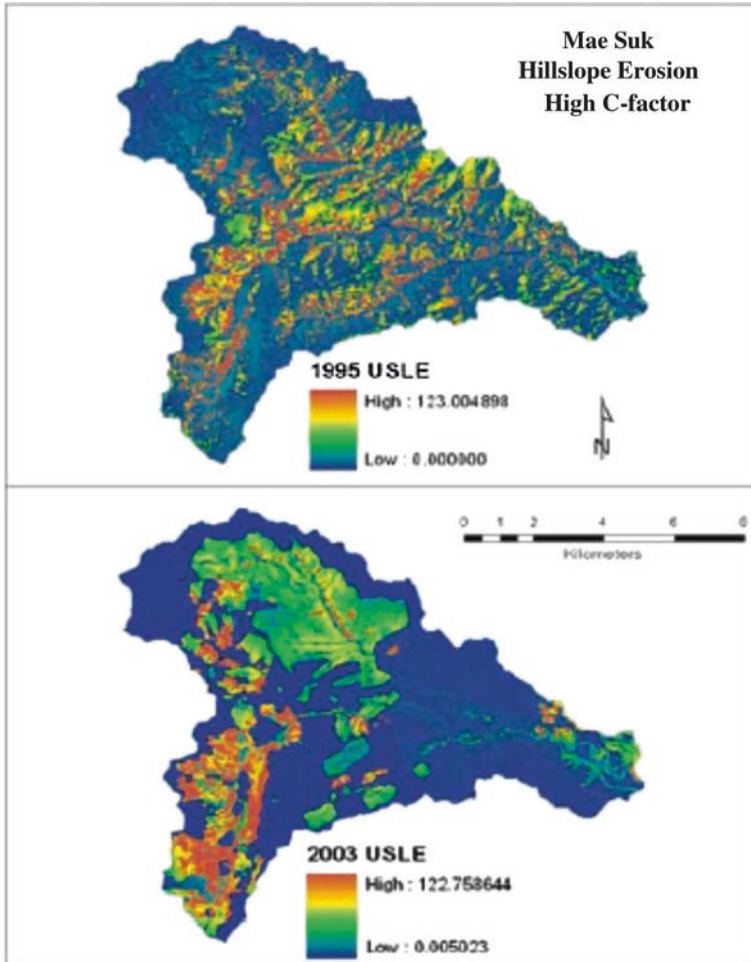 Mae Suk
Hillslope Erosion
High C-factor
1995 USLE
High : 123.004898
Low : 0.000000
N
0 1 2 4 6 8
Kilometers
2003 USLE
High : 122.758644
Low : 0.005023